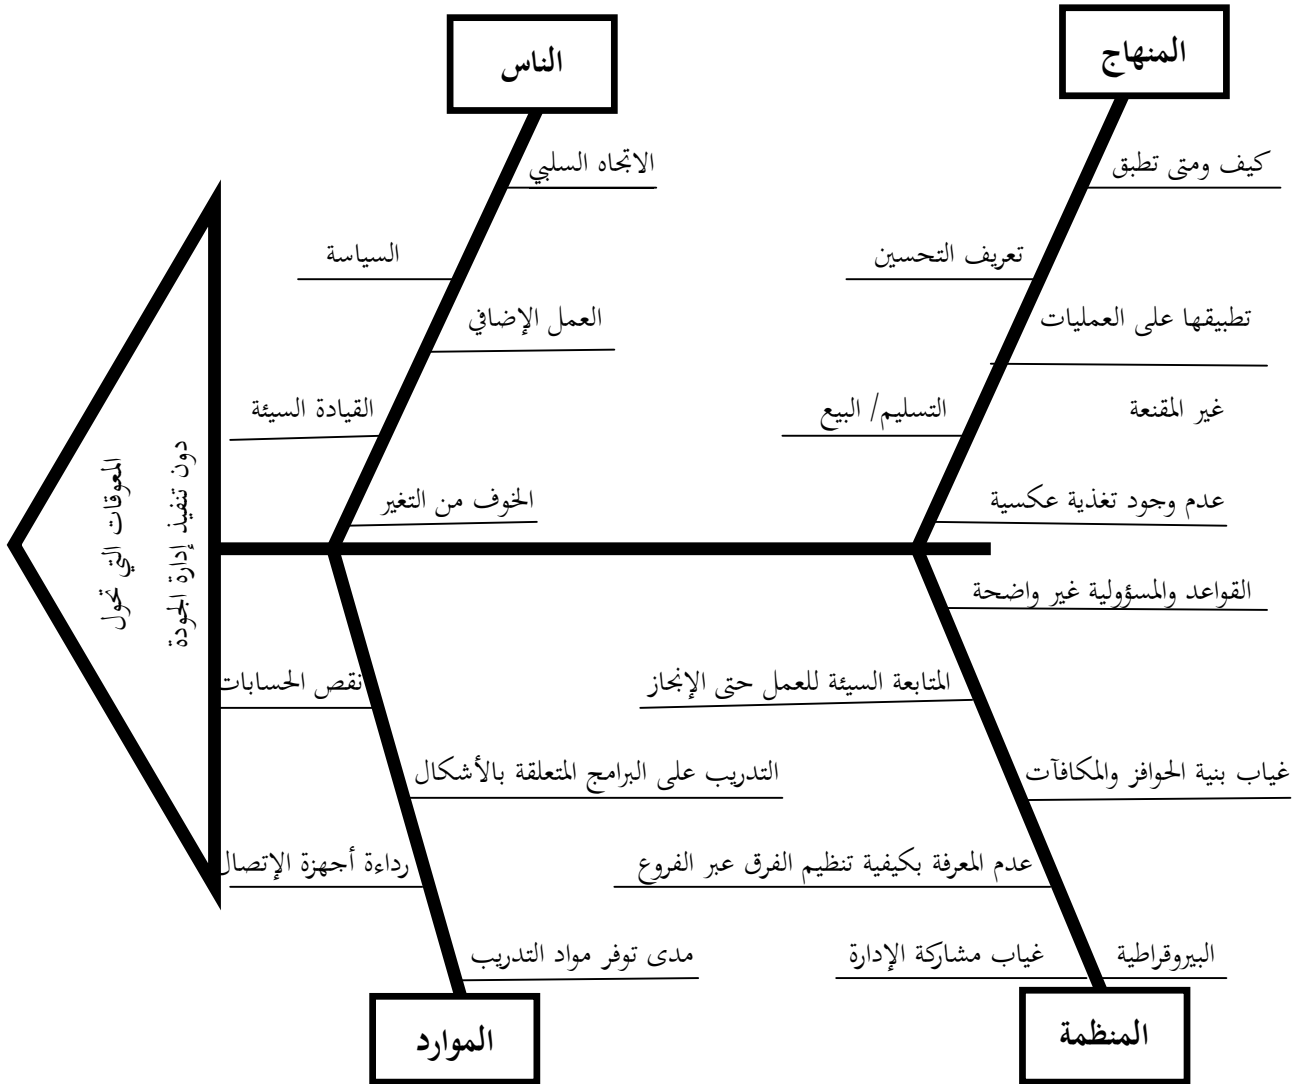 المنهاج
الناس
كيف ومتى تطبق
الاتجاه السلبي
تعريف التحسين
السياسة
تطبيقها على العمليات
العمل الإضافي
غير المقنعة
التسليم/ البيع
القيادة السيئة
عدم وجود تغذية عكسية
الخوف من التغير
المعوقات التي تحول
دون تنفيذ إدارة الجودة
القواعد والمسؤولية غير واضحة
المتابعة السيئة للعمل حتى الإنجاز
نقص الحسابات
غياب بنية الحوافز والمكافآت
التدريب على البرامج المتعلقة بالأشكال
عدم المعرفة بكيفية تنظيم الفرق عبر الفروع
رداءة أجهزة الإتصال
البيروقراطية
غياب مشاركة الإدارة
مدى توفر مواد التدريب
المنظمة
الموارد